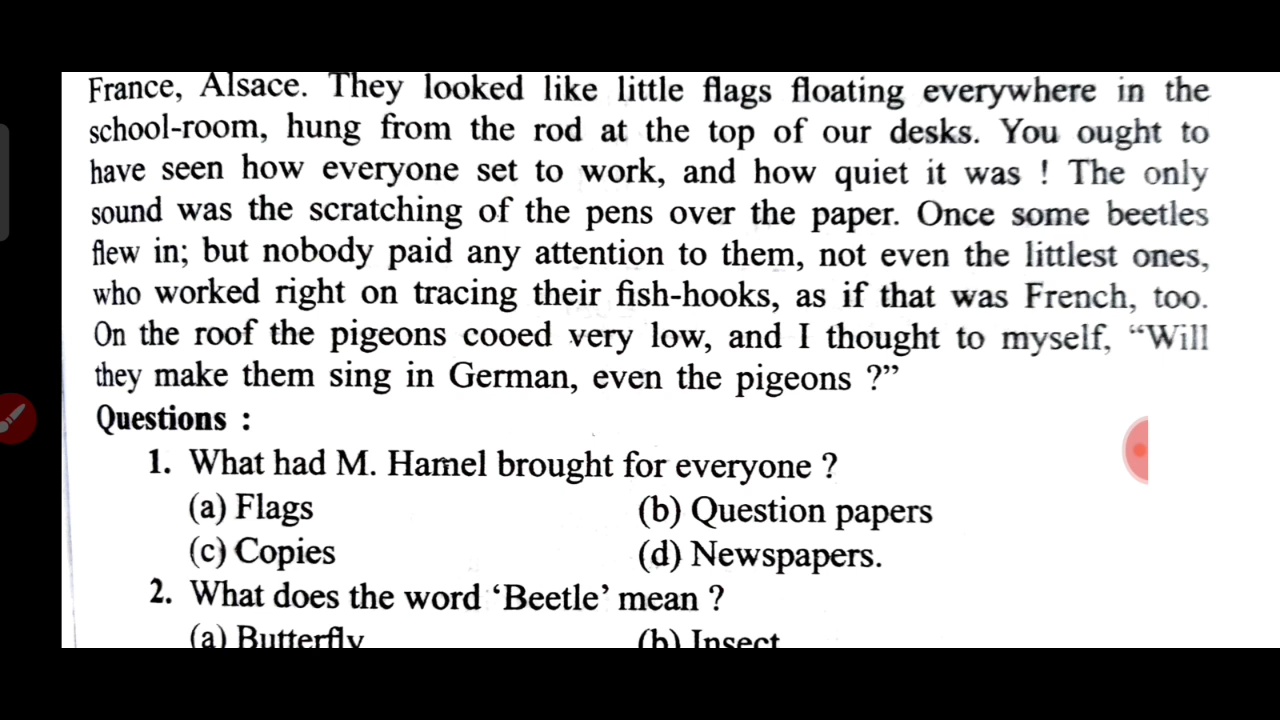 France, Alsace. They looked like little flags floating everywhere in the
school-room, hung from the rod at the top of our desks. You ought to
have seen how everyone set to work, and how quiet it was ! The only
sound was the scratching of the pens over the paper. Once some beetles
flew in; but nobody paid any attention to them, not even the littlest ones,
who worked right on tracing their fish-hooks, as if that was French, too.
On the roof the pigeons cooed very low, and I thought to myself, “Will
they make them sing in German, even the pigeons ?”
Questions :
1. What had M. Hamel brought for everyone ?
(a) Flags (b) Question papers
(c) Copies (d) Newspapers.
2. What does the word ‘Beetle’ mean ?
(a) Butterfly (b) Insect